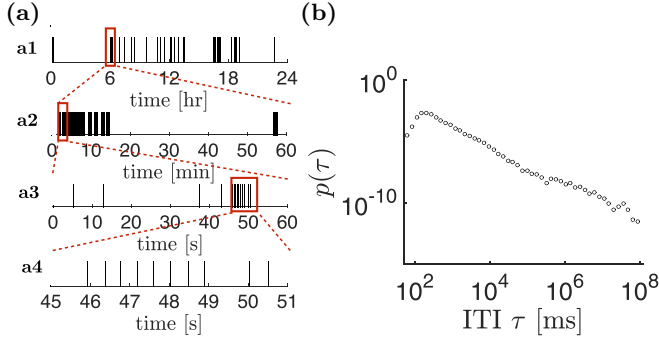 (a)
a1
0 6 12 18 24
time [hr]
a2
0 10 20 30 40 50 60
time [min]
a3
0 10 20 30 40 50 60
time [s]
a4
45 46 47 48 49 50 51
time [s]
(b)
10^0
10^-10
p(τ)
10^2 10^4 10^6 10^8
ITI τ [ms]